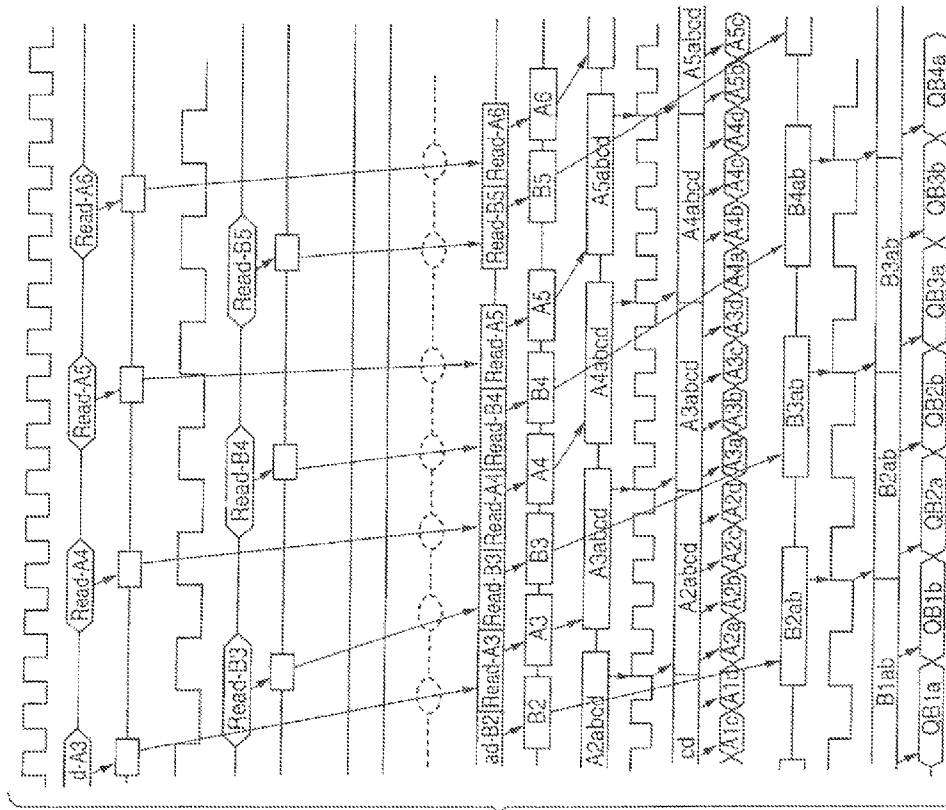 d-A3 Read-A4 Read-A5 Read-A6
Read-B3 Read-B4 Read-B5
ad-B2 Read-A3 Read-B3 Read-A4 Read-B4 Read-A5 Read-B5 Read-A6
B2 A3 B3 A4 B4 A5 B5 A6
A2abcd A3abcd A4abcd A5abcd
cd A2abcd A3abcd A4abcd A5abcd
A1c A1d A2a A2b A2c A2d A3a A3b A3c A3d A4a A4b A4c A4d A5b A5c
B2ab B3ab B4ab
B1ab B2ab B3ab
QB1a QB1b QB2a QB2b QB3a QB3b QB4a